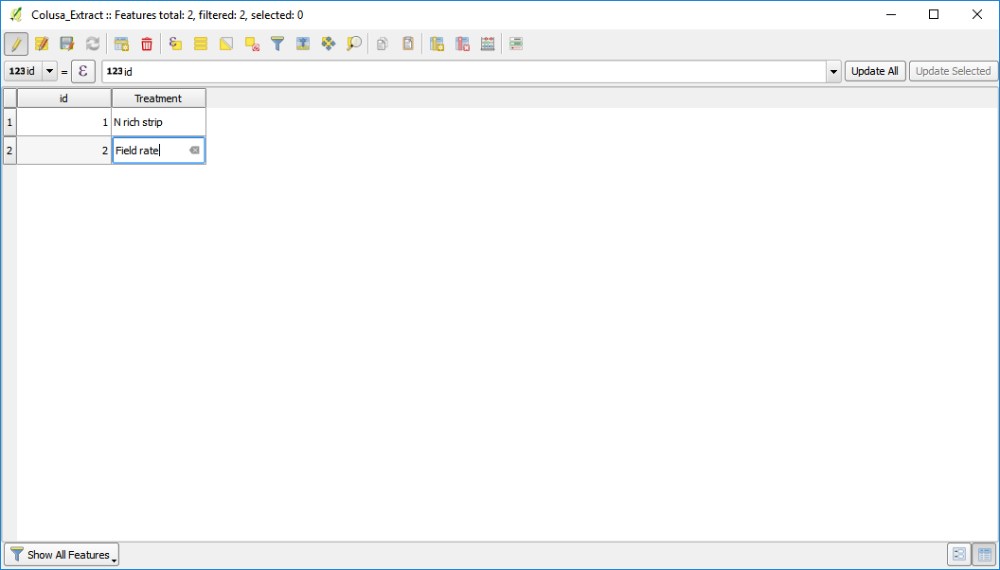 Colusa_Extract :: Features total: 2, filtered: 2, selected: 0
123 id = ε 123 id Update All Update Selected
id Treatment
1 1 N rich strip
2 2 Field rate
Show All Features